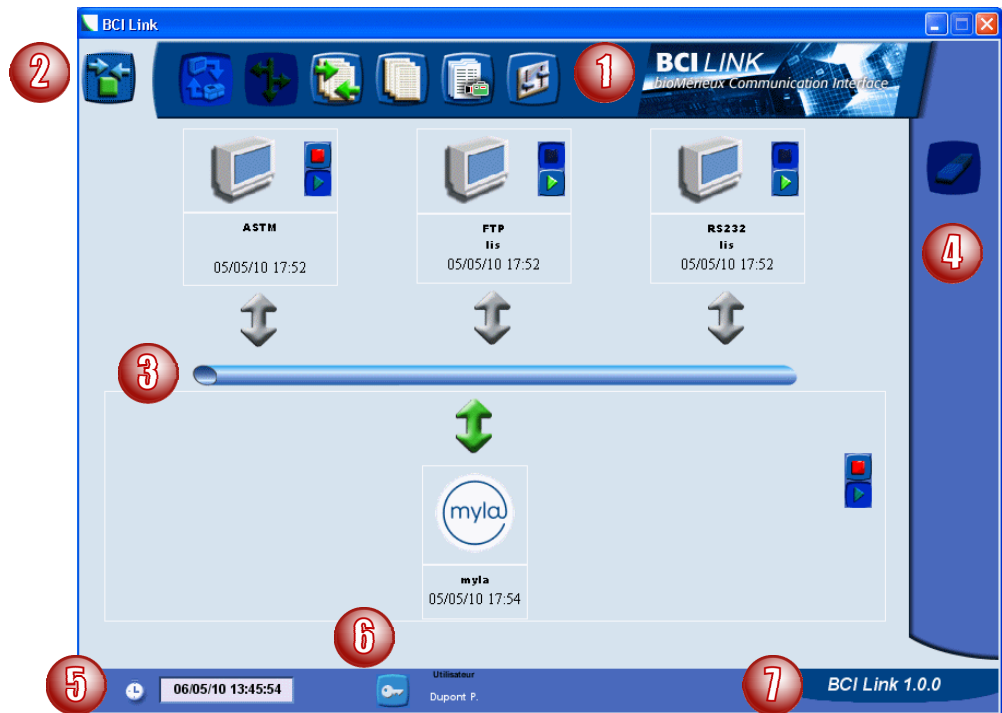 BCI Link
2
1
BCI LINK
bioMérieux Communication Interface
ASTM
05/05/10 17:52
FTP
lis
05/05/10 17:52
RS232
lis
05/05/10 17:52
4
3
myla
myla
05/05/10 17:54
6
5
06/05/10 13:45:54
Utilisateur
Dupont P.
7
BCI Link 1.0.0